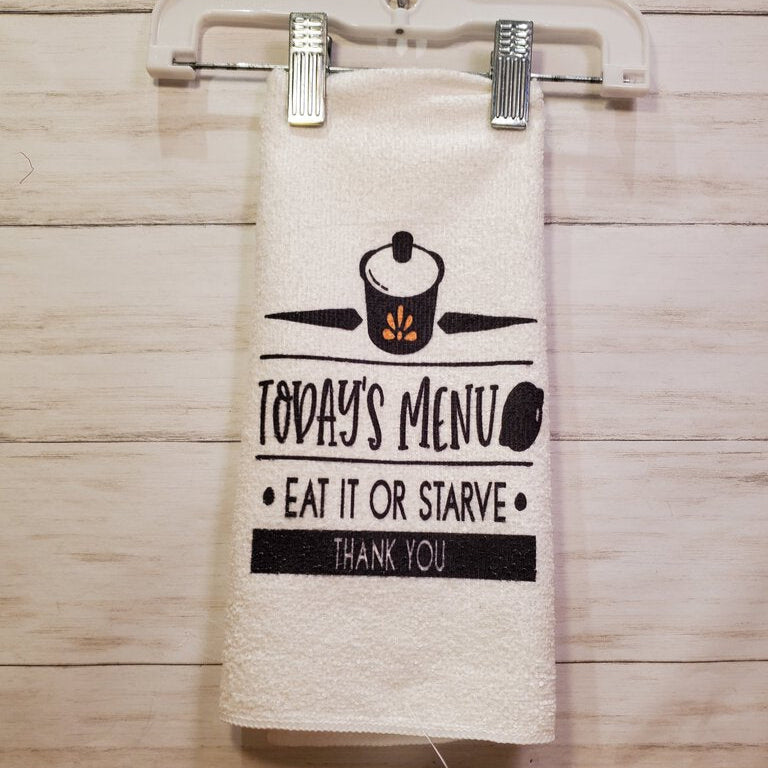 TODAY'S MENU
• EAT IT OR STARVE •
THANK YOU